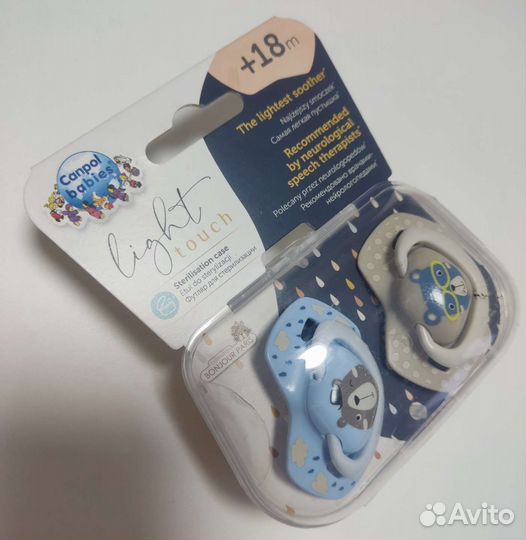 +18m
The lightest soother*
Najlżejszy smoczek*
Самая легкая пустышка*
Recommended
by neurological
speech therapists*
Polecany przez neurologopedów*
Рекомендовано врачами-
нейрологопедами*
Canpol
babies
light
touch
Sterilisation case
Etui do sterylizacji
Футляр для стерилизации
BONJOUR PARIS
Avito